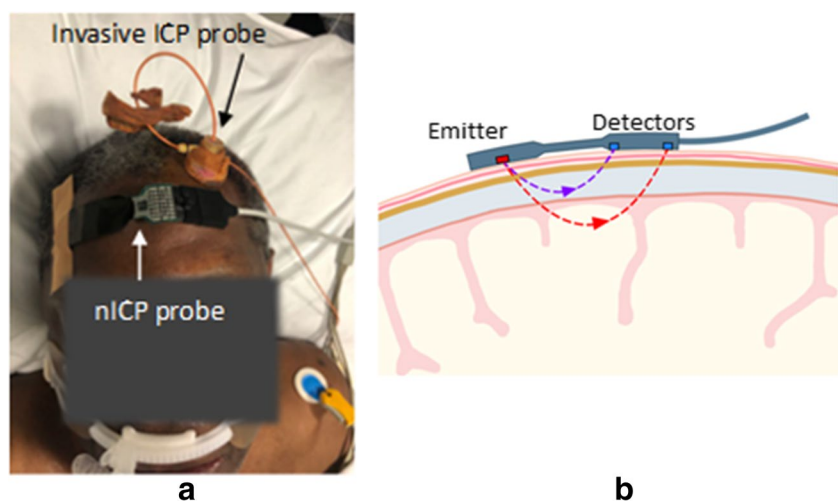 Invasive ICP probe
nICP probe
a
Emitter
Detectors
b